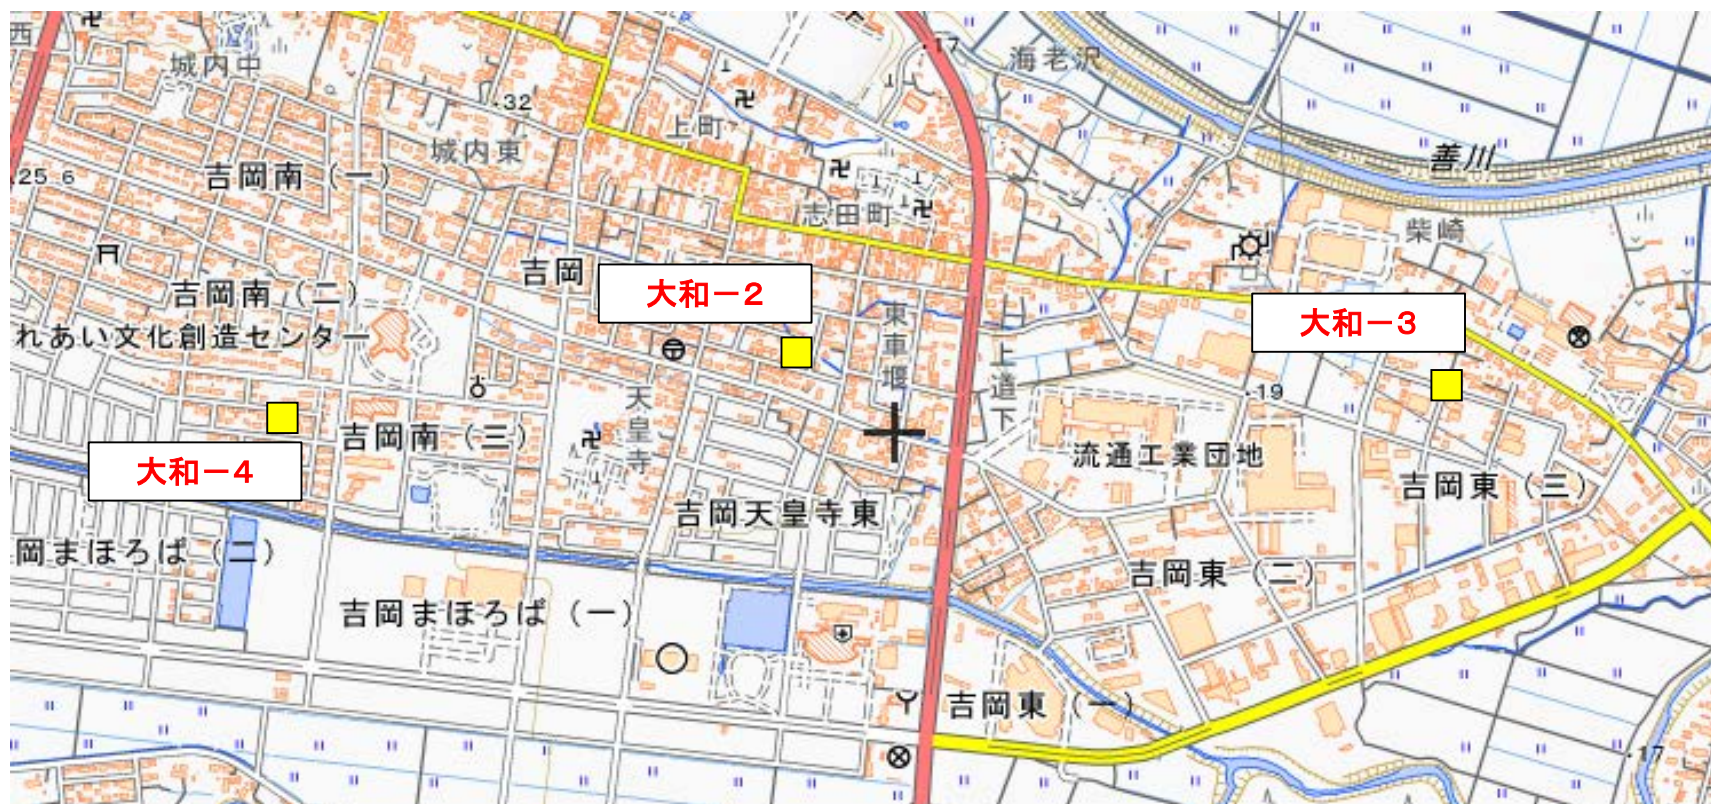 西
城内中
・17
海老沢
・32
上町
城内東
善川
・25 6
吉岡南（一）
志田町
柴崎
吉岡
大和－2
吉岡南（二）
れあい文化創造センター
東車堰
上道下
大和－3
・19
天皇寺
吉岡南（三）
流通工業団地
大和－4
吉岡東（三）
吉岡天皇寺東
岡まほろば（二）
吉岡東（二）
吉岡まほろば（一）
吉岡東（一）
・17